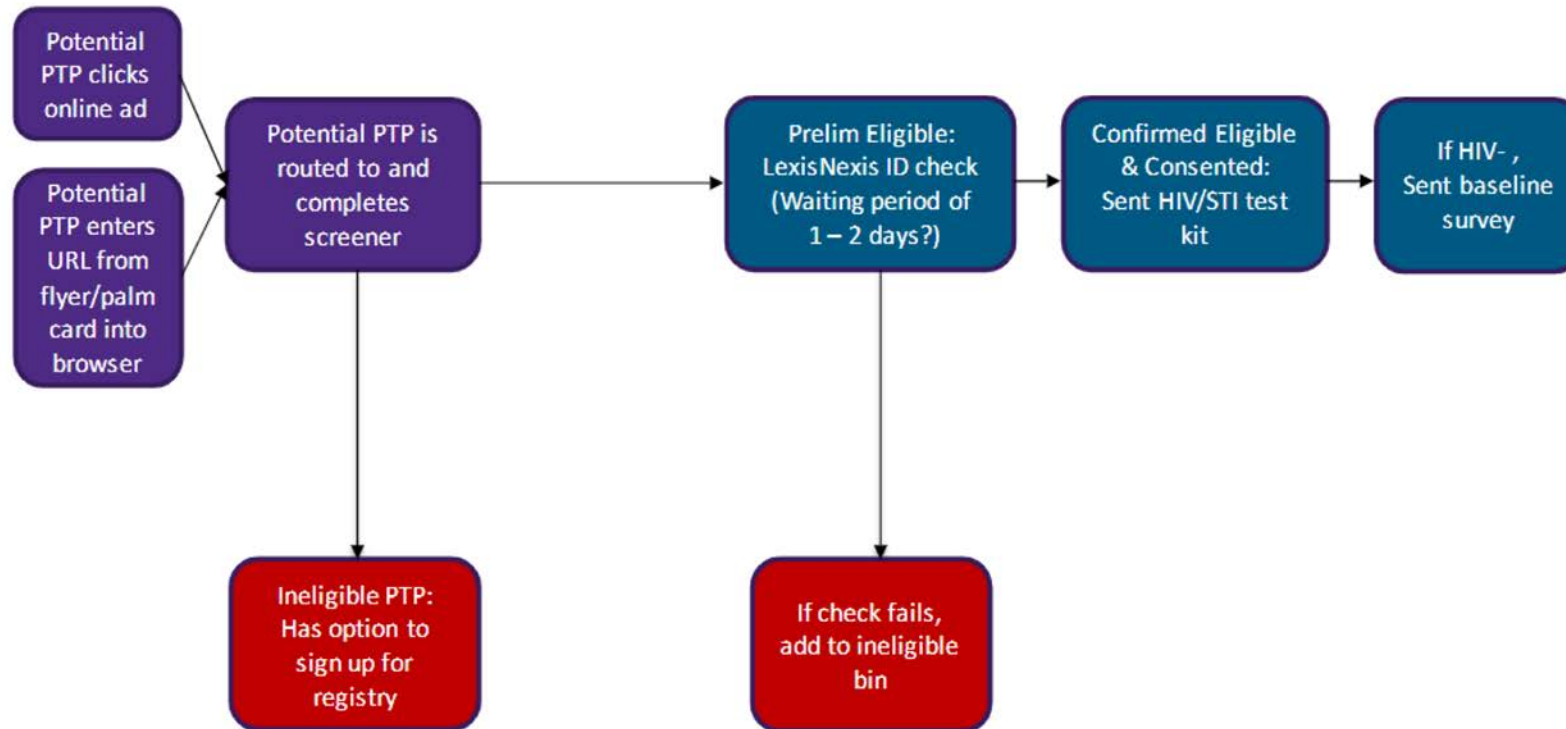 Potential
PTP clicks
online ad
Potential
PTP enters
URL from
flyer/palm
card into
browser
Potential PTP is
routed to and
completes
screener
Prelim Eligible:
LexisNexis ID check
(Waiting period of
1 – 2 days?)
Confirmed Eligible
& Consented:
Sent HIV/STI test
kit
If HIV- ,
Sent baseline
survey
Ineligible PTP:
Has option to
sign up for
registry
If check fails,
add to ineligible
bin